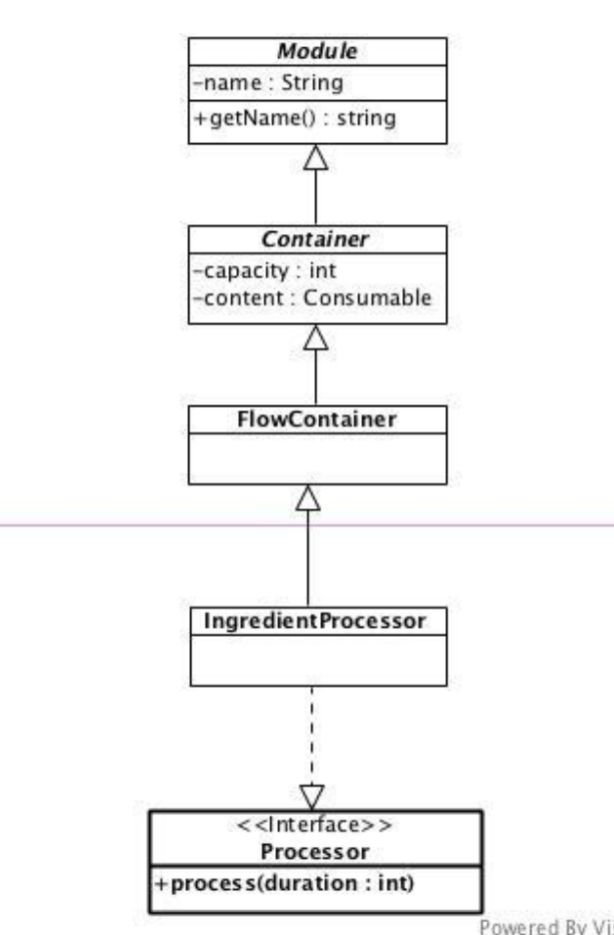 Module
-name : String
+getName() : string
Container
-capacity : int
-content : Consumable
FlowContainer
IngredientProcessor
<<Interface>>
Processor
+process(duration : int)
Powered By Vi